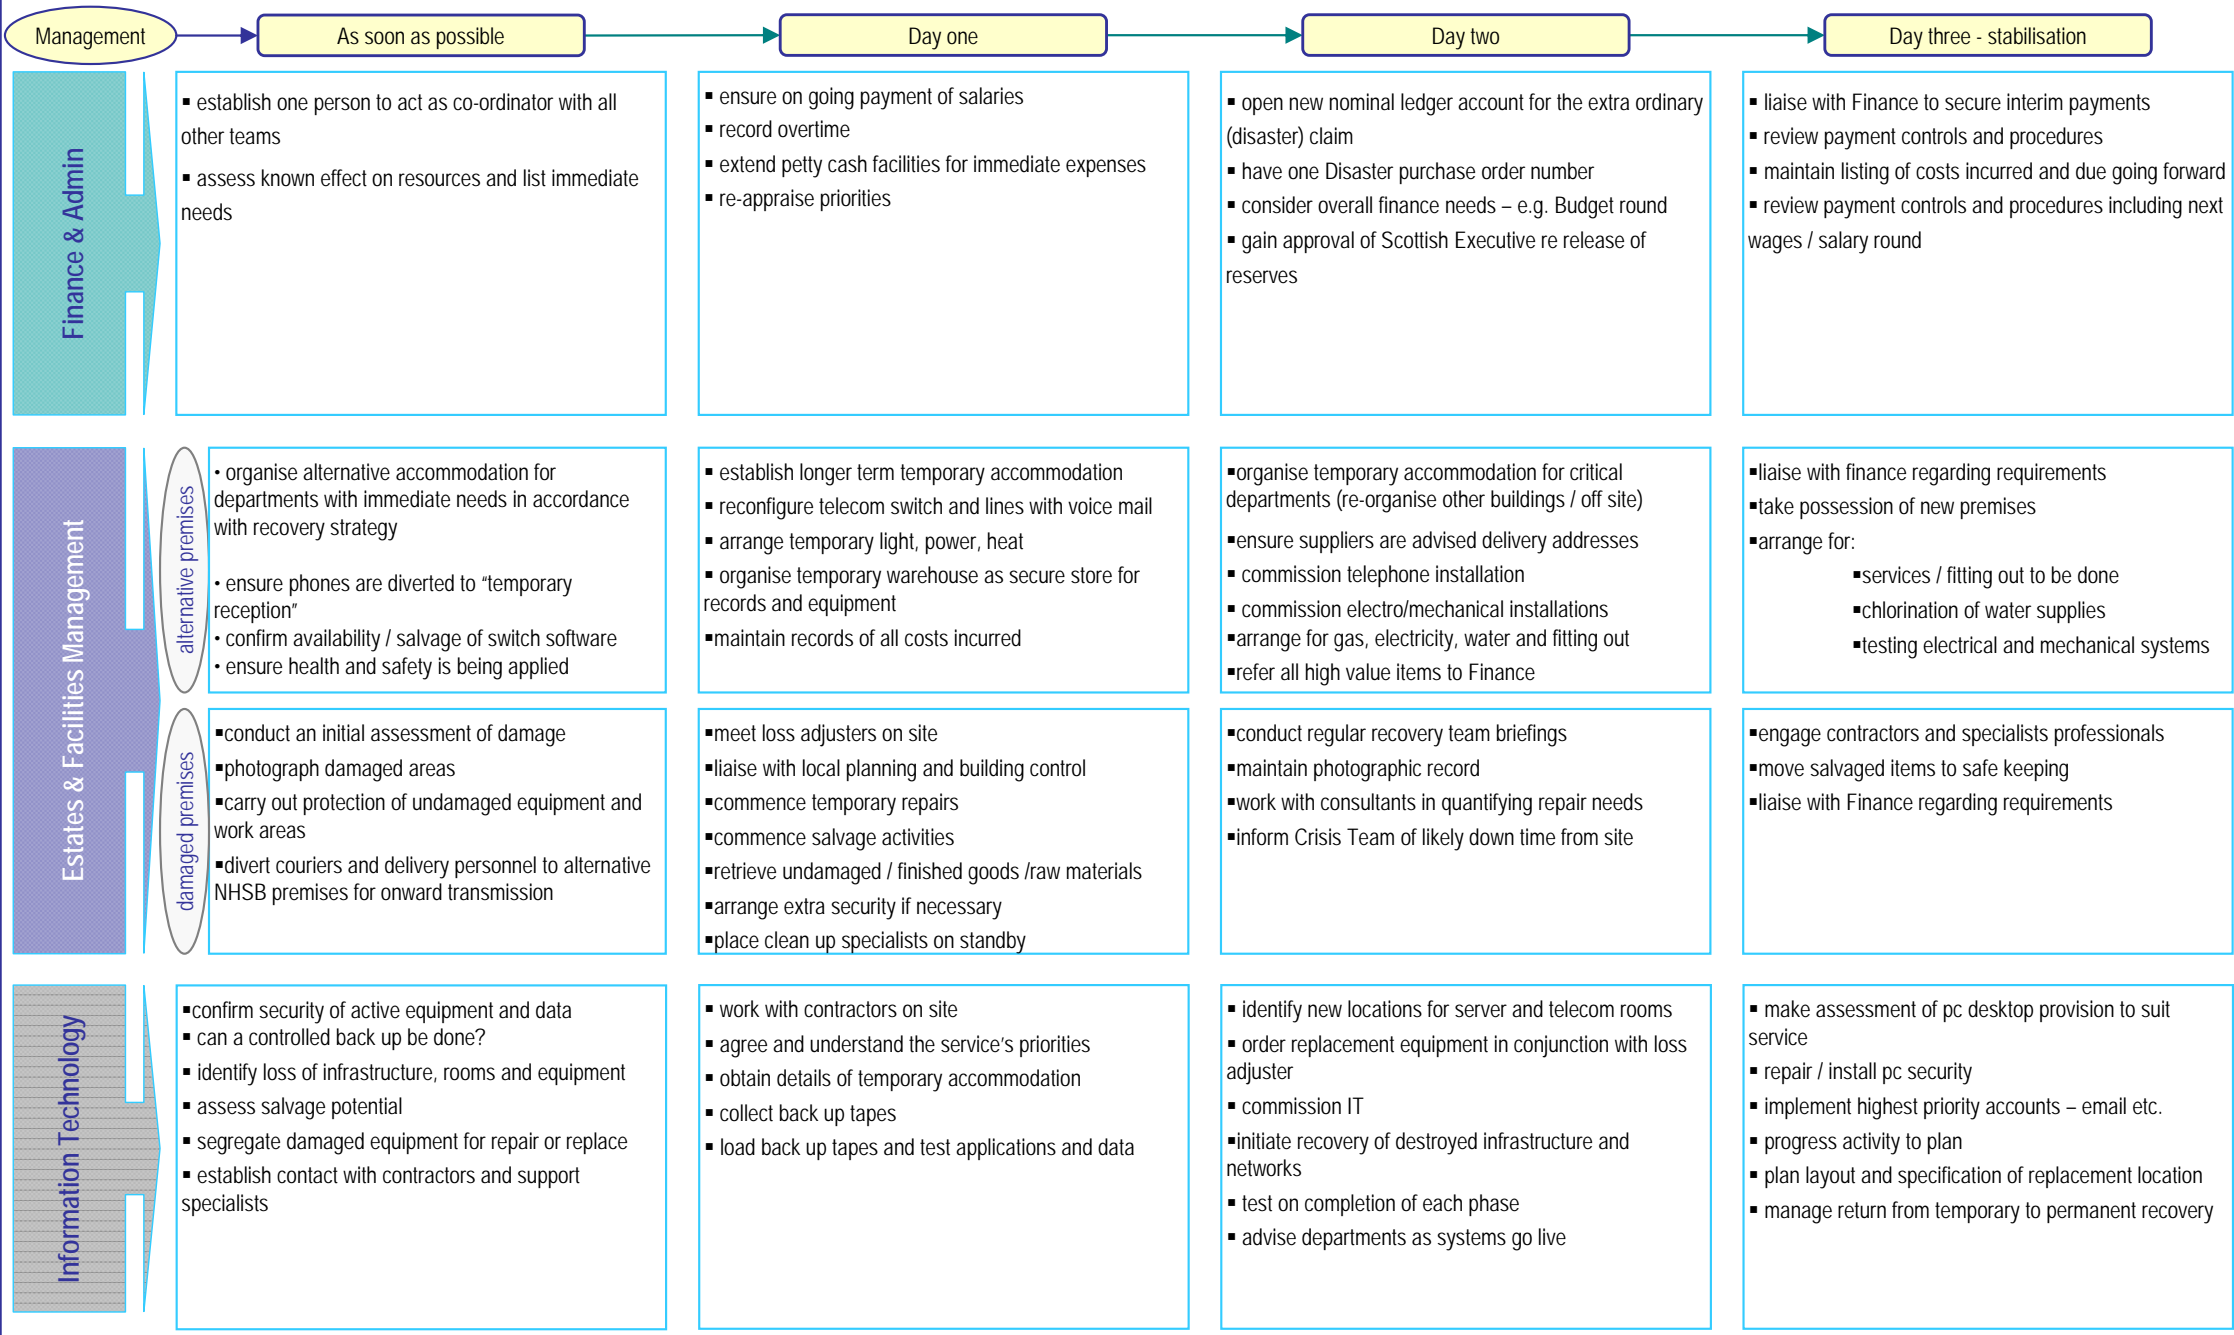 Management
As soon as possible
Day one
Day two
Day three - stabilisation
Finance & Admin
▪ establish one person to act as co-ordinator with all
other teams
▪ assess known effect on resources and list immediate
needs
▪ ensure on going payment of salaries
▪ record overtime
▪ extend petty cash facilities for immediate expenses
▪ re-appraise priorities
▪ open new nominal ledger account for the extra ordinary
(disaster) claim
▪ have one Disaster purchase order number
▪ consider overall finance needs – e.g. Budget round
▪ gain approval of Scottish Executive re release of
reserves
▪ liaise with Finance to secure interim payments
▪ review payment controls and procedures
▪ maintain listing of costs incurred and due going forward
▪ review payment controls and procedures including next
wages / salary round
Estates & Facilities Management
alternative premises
• organise alternative accommodation for
departments with immediate needs in accordance
with recovery strategy
• ensure phones are diverted to “temporary
reception”
• confirm availability / salvage of switch software
• ensure health and safety is being applied
▪ establish longer term temporary accommodation
▪ reconfigure telecom switch and lines with voice mail
▪ arrange temporary light, power, heat
▪ organise temporary warehouse as secure store for
records and equipment
▪maintain records of all costs incurred
▪organise temporary accommodation for critical
departments (re-organise other buildings / off site)
▪ensure suppliers are advised delivery addresses
▪ commission telephone installation
▪ commission electro/mechanical installations
▪arrange for gas, electricity, water and fitting out
▪refer all high value items to Finance
▪liaise with finance regarding requirements
▪take possession of new premises
▪arrange for:
▪services / fitting out to be done
▪chlorination of water supplies
▪testing electrical and mechanical systems
damaged premises
▪conduct an initial assessment of damage
▪photograph damaged areas
▪carry out protection of undamaged equipment and
work areas
▪divert couriers and delivery personnel to alternative
NHSB premises for onward transmission
▪meet loss adjusters on site
▪liaise with local planning and building control
▪commence temporary repairs
▪commence salvage activities
▪retrieve undamaged / finished goods /raw materials
▪arrange extra security if necessary
▪place clean up specialists on standby
▪conduct regular recovery team briefings
▪maintain photographic record
▪work with consultants in quantifying repair needs
▪inform Crisis Team of likely down time from site
▪engage contractors and specialists professionals
▪move salvaged items to safe keeping
▪liaise with Finance regarding requirements
Information Technology
▪confirm security of active equipment and data
▪ can a controlled back up be done?
▪ identify loss of infrastructure, rooms and equipment
▪ assess salvage potential
▪ segregate damaged equipment for repair or replace
▪ establish contact with contractors and support
specialists
▪ work with contractors on site
▪ agree and understand the service’s priorities
▪ obtain details of temporary accommodation
▪ collect back up tapes
▪ load back up tapes and test applications and data
▪ identify new locations for server and telecom rooms
▪ order replacement equipment in conjunction with loss
adjuster
▪ commission IT
▪initiate recovery of destroyed infrastructure and
networks
▪ test on completion of each phase
▪ advise departments as systems go live
▪ make assessment of pc desktop provision to suit
service
▪ repair / install pc security
▪ implement highest priority accounts – email etc.
▪ progress activity to plan
▪ plan layout and specification of replacement location
▪ manage return from temporary to permanent recovery